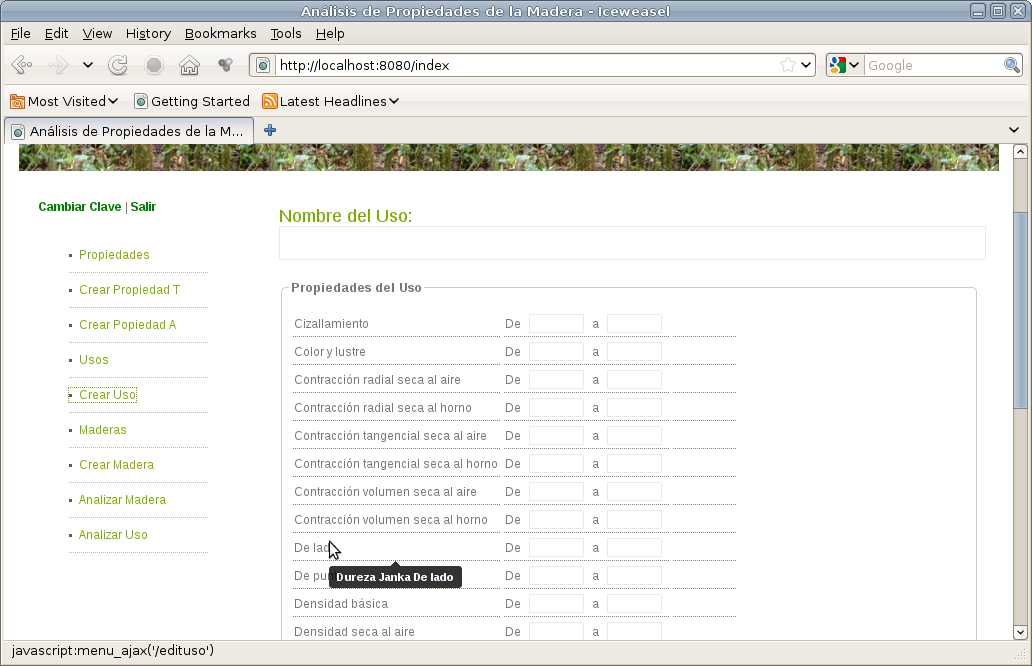 Análisis de Propiedades de la Madera - Iceweasel
File Edit View History Bookmarks Tools Help
http://localhost:8080/index
Google
Most Visited Getting Started Latest Headlines
Análisis de Propiedades de la M...
Cambiar Clave | Salir
Propiedades
Crear Propiedad T
Crear Popiedad A
Usos
Crear Uso
Maderas
Crear Madera
Analizar Madera
Analizar Uso
Nombre del Uso:
Propiedades del Uso
Cizallamiento De a
Color y lustre De a
Contracción radial seca al aire De a
Contracción radial seca al horno De a
Contracción tangencial seca al aire De a
Contracción tangencial seca al horno De a
Contracción volumen seca al aire De a
Contracción volumen seca al horno De a
De lad De a
Dureza Janka De lado
De pu De a
Densidad básica De a
Densidad seca al aire De a
javascript:menu_ajax('/edituso')